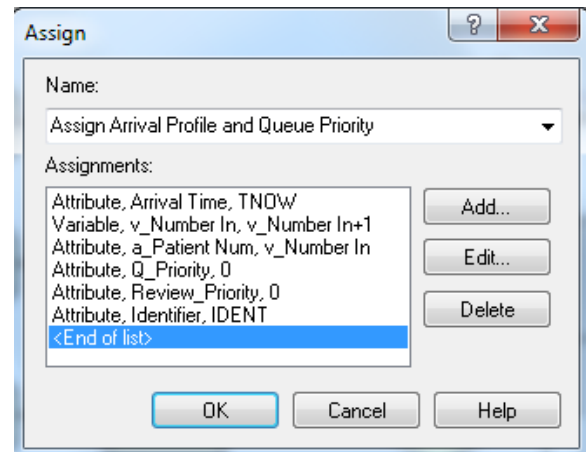 Assign
?
Name:
Assign Arrival Profile and Queue Priority
Assignments:
Attribute, Arrival Time, TNOW
Variable, v_Number In, v_Number In+1
Attribute, a_Patient Num, v_Number In
Attribute, Q_Priority, 0
Attribute, Review_Priority, 0
Attribute, Identifier, IDENT
<End of list>
Add...
Edit...
Delete
OK Cancel Help